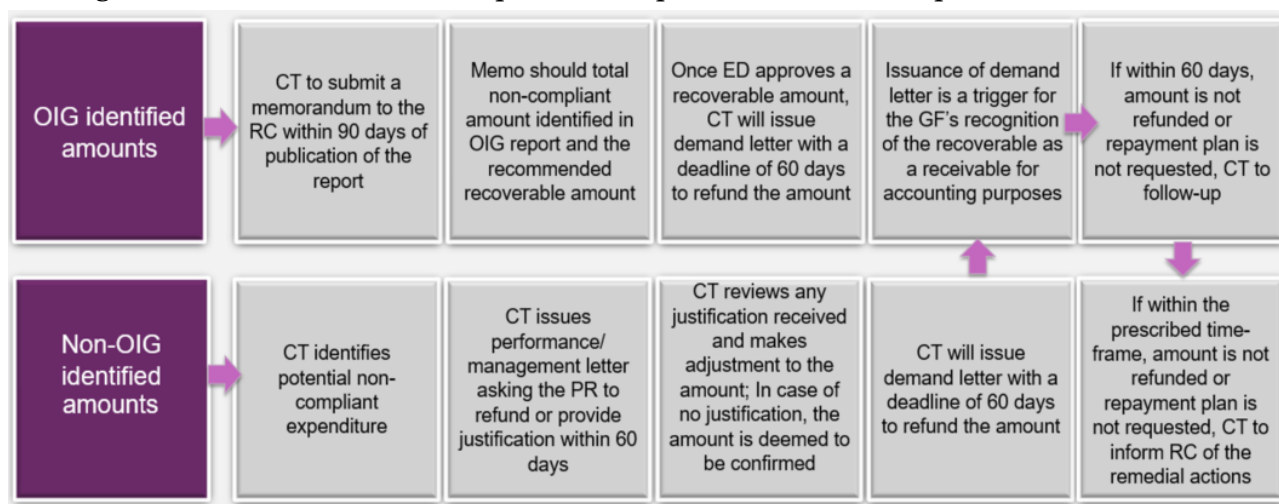 OIG identified
amounts
CT to submit a
memorandum to the
RC within 90 days of
publication of the
report
Memo should total
non-compliant
amount identified in
OIG report and the
recommended
recoverable amount
Once ED approves a
recoverable amount,
CT will issue
demand letter with a
deadline of 60 days
to refund the amount
Issuance of demand
letter is a trigger for
the GF's recognition
of the recoverable as
a receivable for
accounting purposes
If within 60 days,
amount is not
refunded or
repayment plan is
not requested, CT to
follow-up
Non-OIG
identified
amounts
CT identifies
potential non-
compliant
expenditure
CT issues
performance/
management letter
asking the PR to
refund or provide
justification within 60
days
CT reviews any
justification received
and makes
adjustment to the
amount; In case of
no justification, the
amount is deemed to
be confirmed
CT will issue
demand letter with a
deadline of 60 days
to refund the amount
If within the
prescribed time-
frame, amount is not
refunded or
repayment plan is
not requested, CT to
inform RC of the
remedial actions